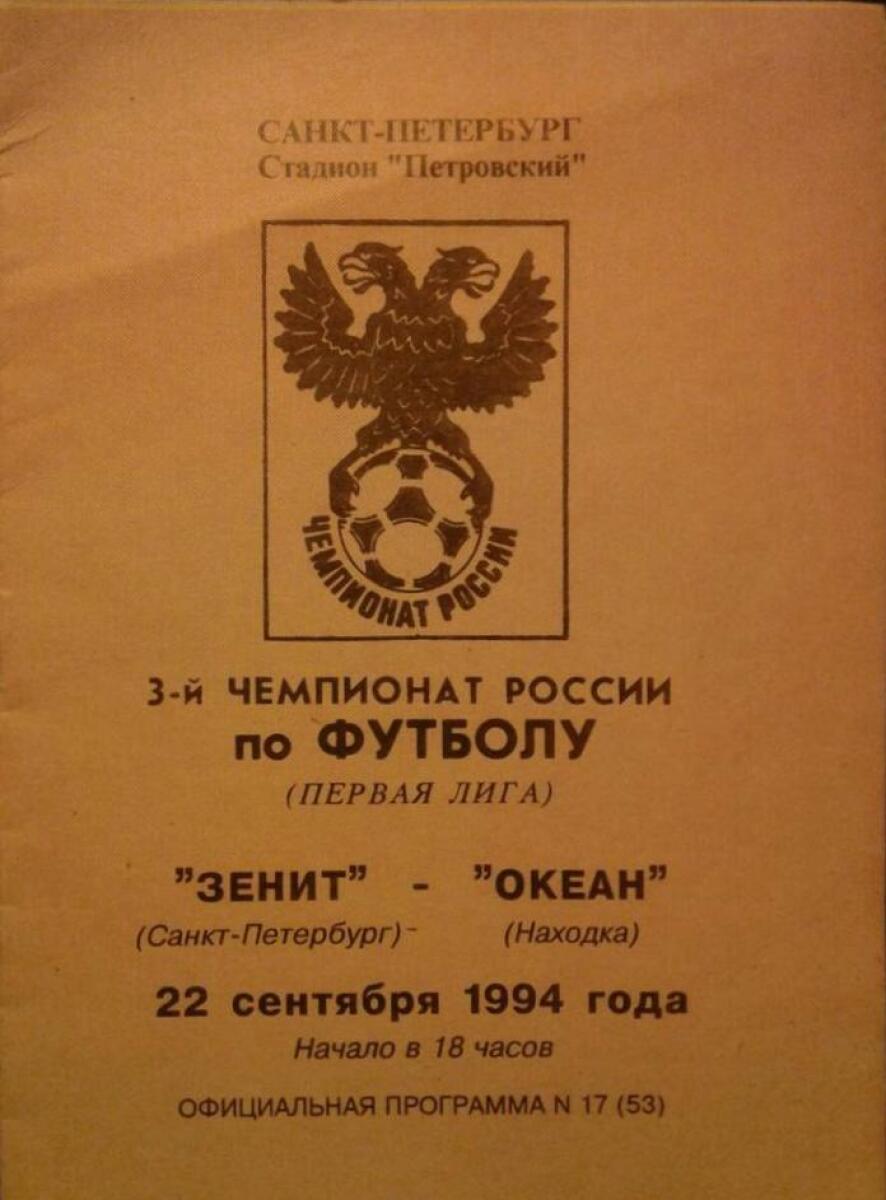 САНКТ-ПЕТЕРБУРГ
Стадион "Петровский"
ЧЕМПИОНАТ РОССИИ
3-й ЧЕМПИОНАТ РОССИИ
по ФУТБОЛУ
(ПЕРВАЯ ЛИГА)
"ЗЕНИТ" - "ОКЕАН"
(Санкт-Петербург)- (Находка)
22 сентября 1994 года
Начало в 18 часов
ОФИЦИАЛЬНАЯ ПРОГРАММА N 17 (53)